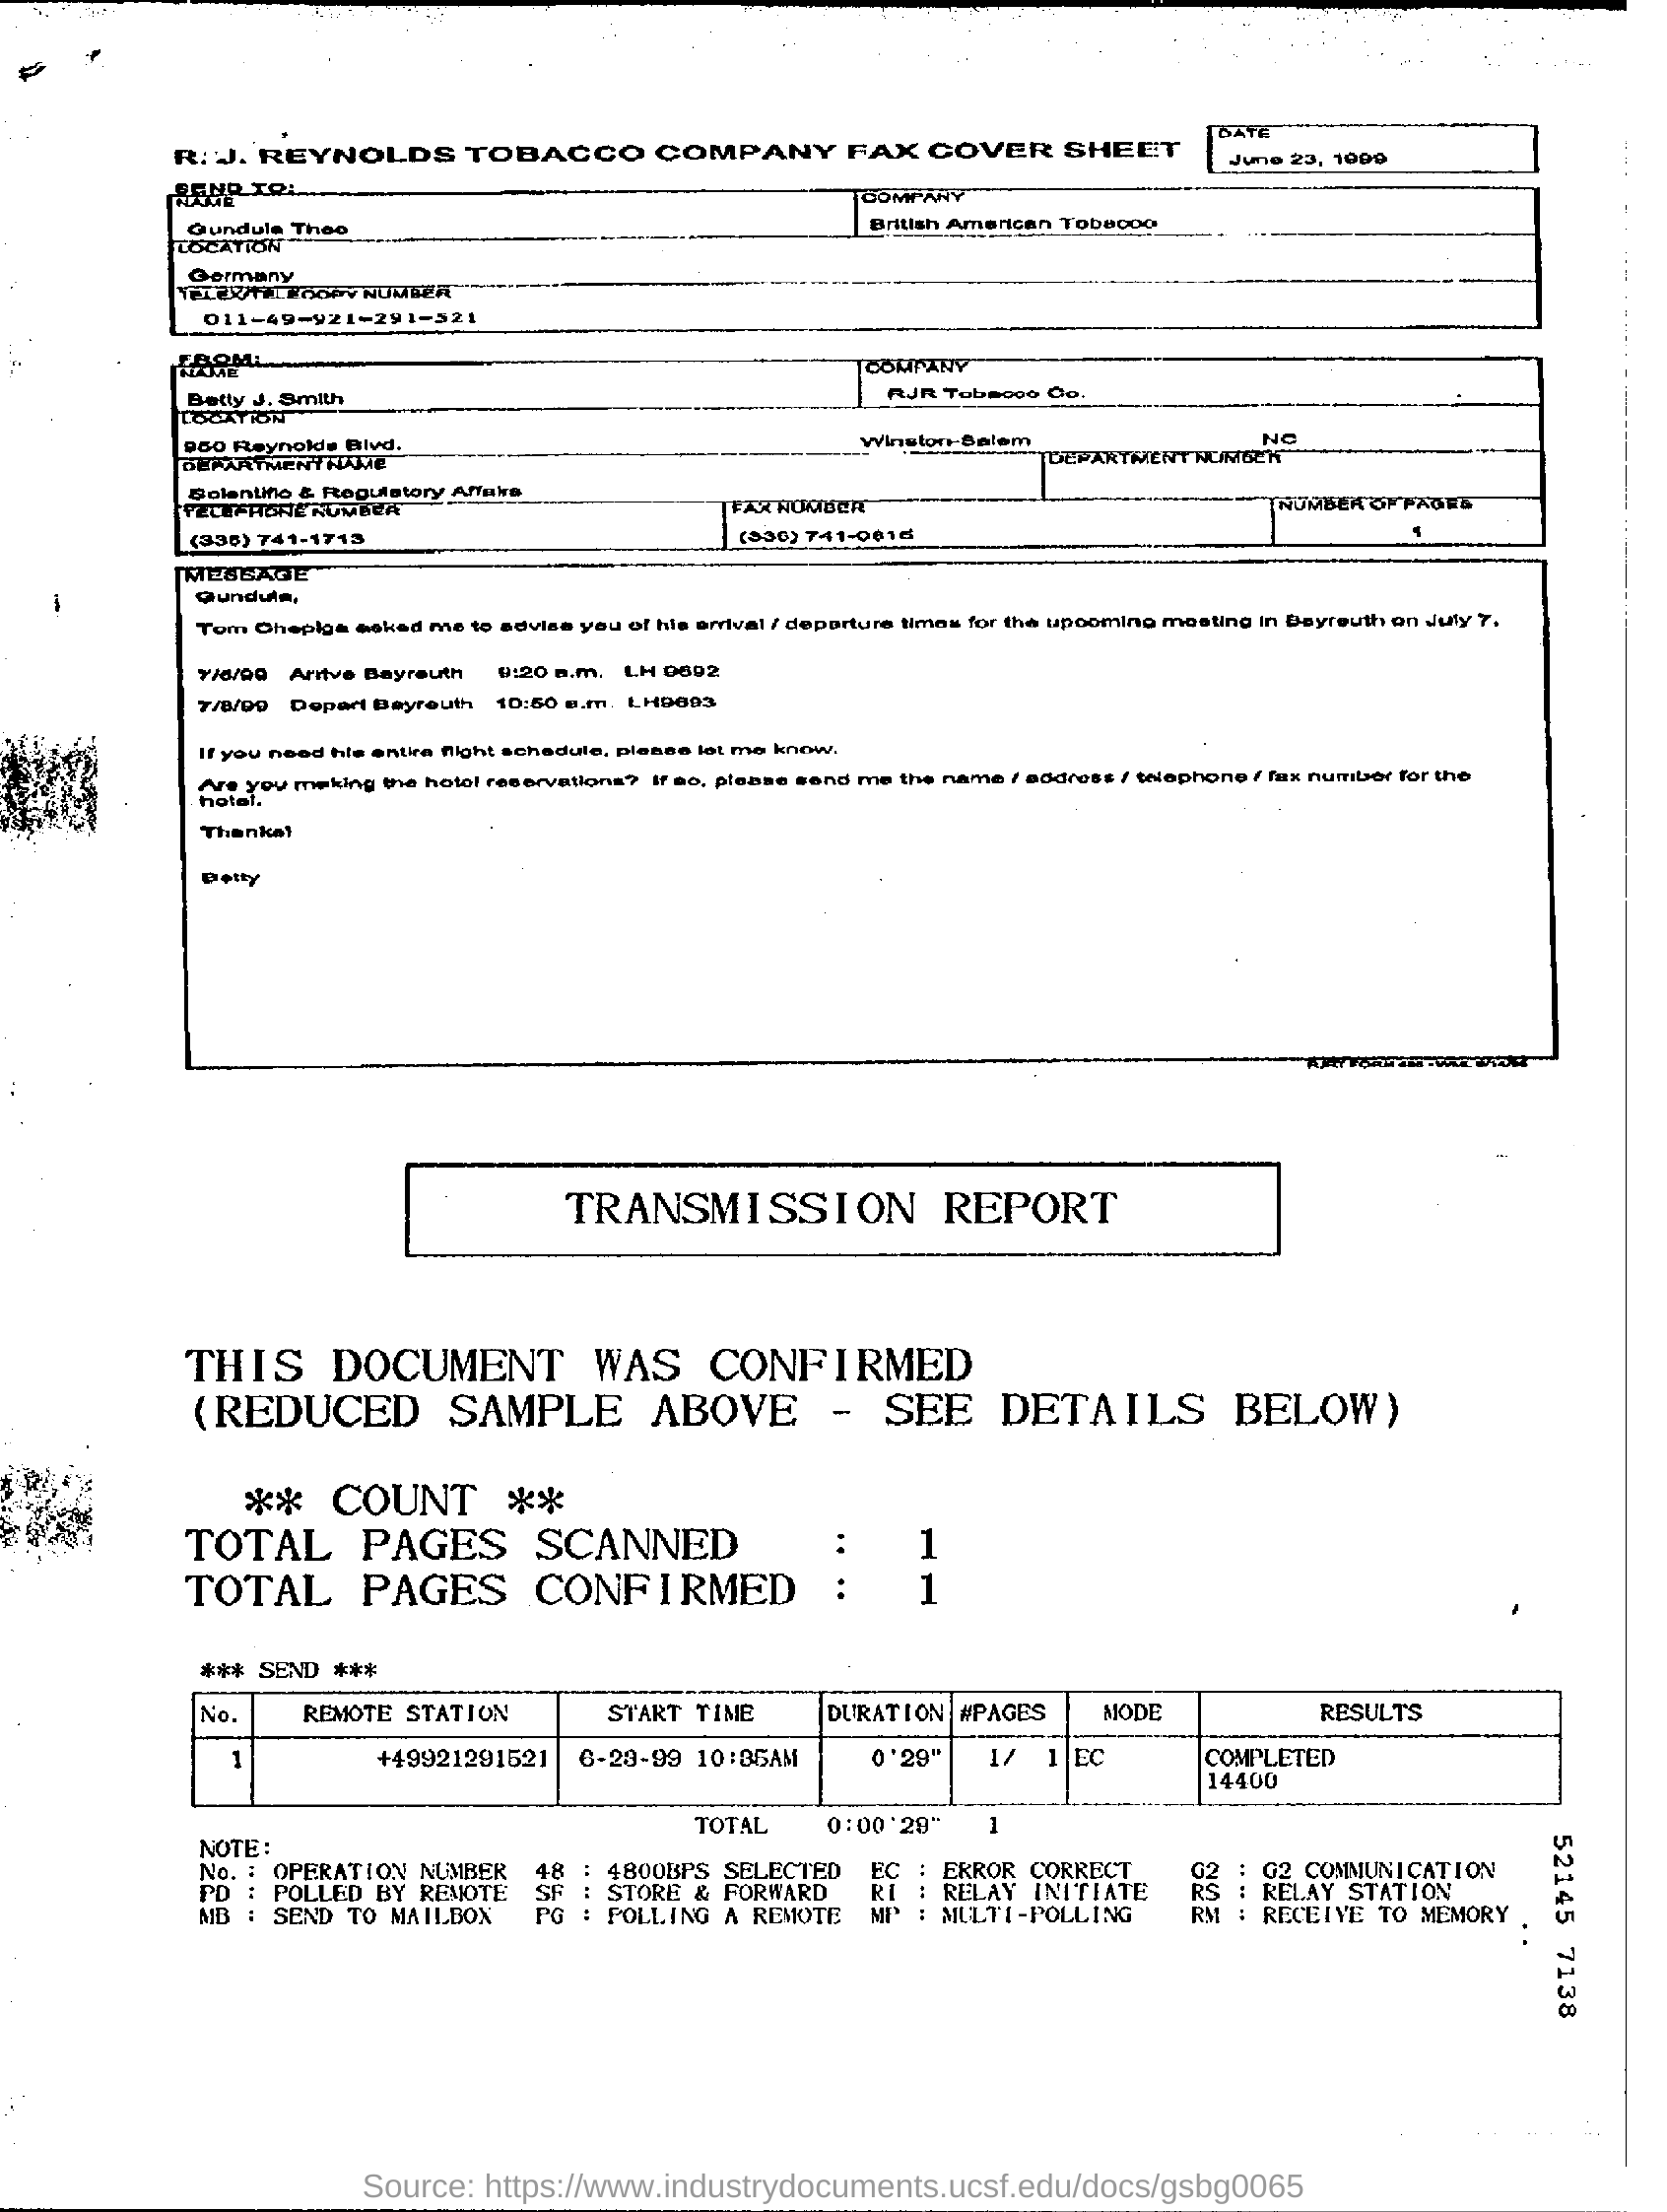 R. J. REYNOLDS TOBACCO COMPANY FAX COVER SHEET
DATE
June 23, 1999
SEND TO:
NAME
Gundula Theo
COMPANY
British American Tobacco
LOCATION
Germany
TELEX/TELECOPY NUMBER
011-49-921-291-521
FROM:
NAME
Betty J. Smith
COMPANY
RJR Tobacco Co.
LOCATION
950 Reynolds Blvd. Winston-Salem NC
DEPARTMENT NAME
Scientific & Regulatory Affairs
DEPARTMENT NUMBER
TELEPHONE NUMBER
(336) 741-1713
FAX NUMBER
(336) 741-0615
NUMBER OF PAGES
1
MESSAGE
Gundula,
Tom Chepiga asked me to advise you of his arrival / departure times for the upcoming meeting in Bayreuth on July 7.
7/6/99 Arrive Bayreuth 9:20 a.m. LH 9692
7/8/99 Depart Bayreuth 10:50 a.m. LH9693
If you need his entire flight schedule, please let me know.
Are you making the hotel reservations? If so, please send me the name / address / telephone / fax number for the
hotel.
Thanks!
Betty
TRANSMISSION REPORT
THIS DOCUMENT WAS CONFIRMED
(REDUCED SAMPLE ABOVE - SEE DETAILS BELOW)
** COUNT **
TOTAL PAGES SCANNED : 1
TOTAL PAGES CONFIRMED : 1
*** SEND ***
No. REMOTE STATION START TIME DURATION #PAGES MODE RESULTS
1 +49921291521 6-23-99 10:35AM 0'29" 1/ 1 EC COMPLETED
14400
TOTAL 0:00'29" 1
NOTE:
No. : OPERATION NUMBER 48 : 4800BPS SELECTED EC : ERROR CORRECT G2 : G2 COMMUNICATION
PD : POLLED BY REMOTE SF : STORE & FORWARD RI : RELAY INITIATE RS : RELAY STATION
MB : SEND TO MAILBOX PG : POLLING A REMOTE MP : MULTI-POLLING RM : RECEIVE TO MEMORY
52145 7138
Source: https://www.industrydocuments.ucsf.edu/docs/gsbg0065